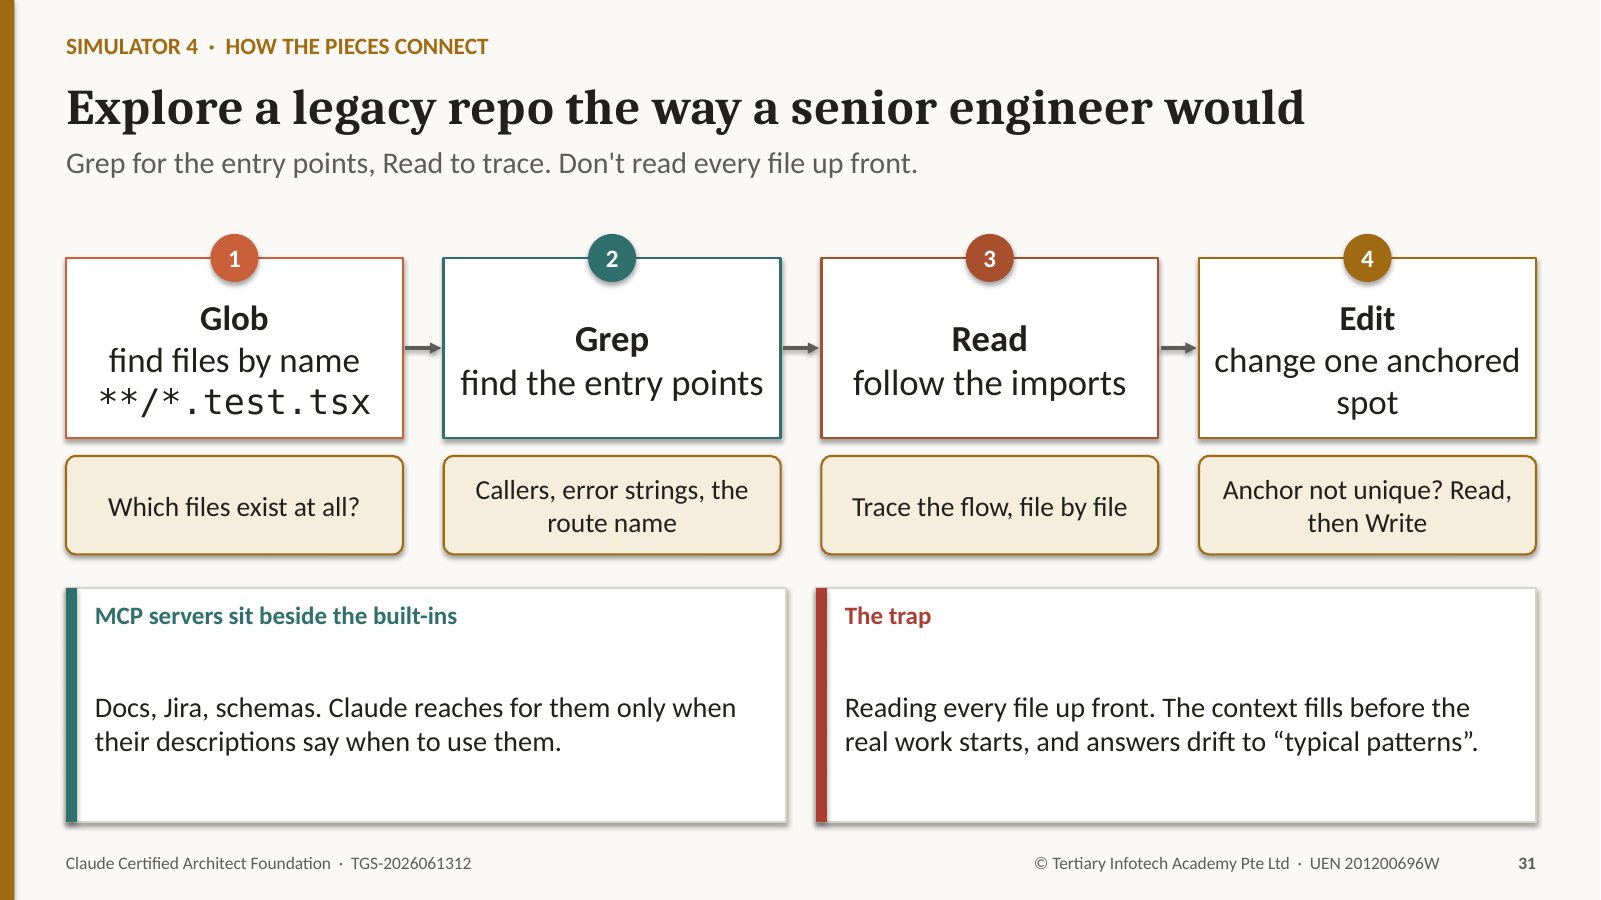 SIMULATOR 4 · HOW THE PIECES CONNECT
Explore a legacy repo the way a senior engineer would
Grep for the entry points, Read to trace. Don't read every file up front.
1
Glob
find files by name
**/*.test.tsx
2
Grep
find the entry points
3
Read
follow the imports
4
Edit
change one anchored
spot
Which files exist at all?
Callers, error strings, the
route name
Trace the flow, file by file
Anchor not unique? Read,
then Write
MCP servers sit beside the built-ins
Docs, Jira, schemas. Claude reaches for them only when
their descriptions say when to use them.
The trap
Reading every file up front. The context fills before the
real work starts, and answers drift to “typical patterns”.
Claude Certified Architect Foundation · TGS-2026061312
© Tertiary Infotech Academy Pte Ltd · UEN 201200696W
31